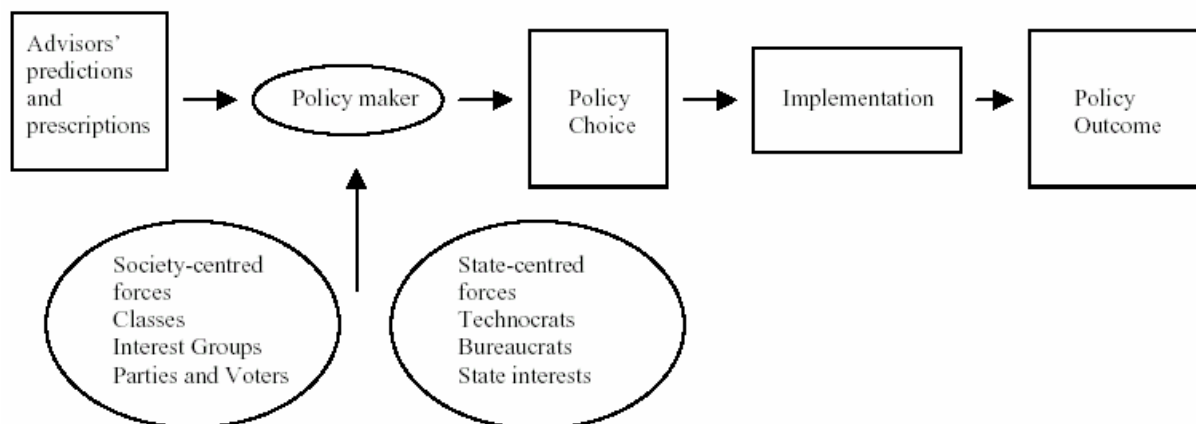 Advisors'
predictions
and
prescriptions
Policy maker
Policy
Choice
Implementation
Policy
Outcome
Society-centred
forces
Classes
Interest Groups
Parties and Voters
State-centred
forces
Technocrats
Bureaucrats
State interests